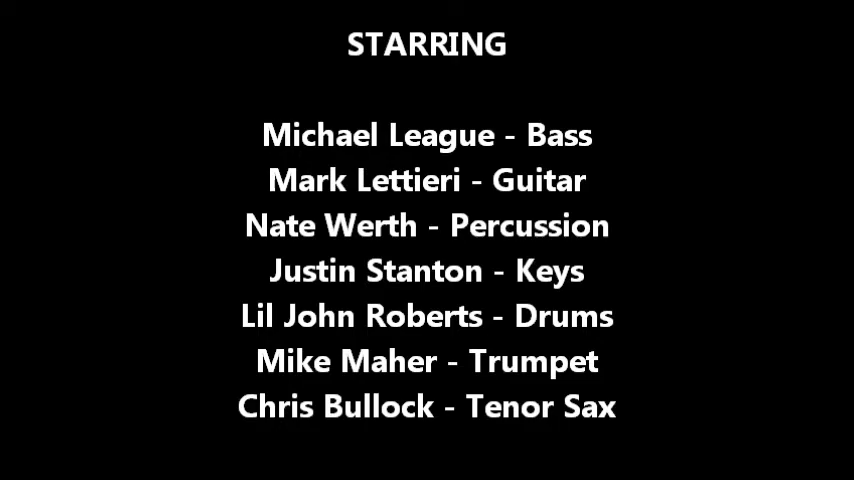 STARRING
Michael League - Bass
Mark Lettieri - Guitar
Nate Werth - Percussion
Justin Stanton - Keys
Lil John Roberts - Drums
Mike Maher - Trumpet
Chris Bullock - Tenor Sax